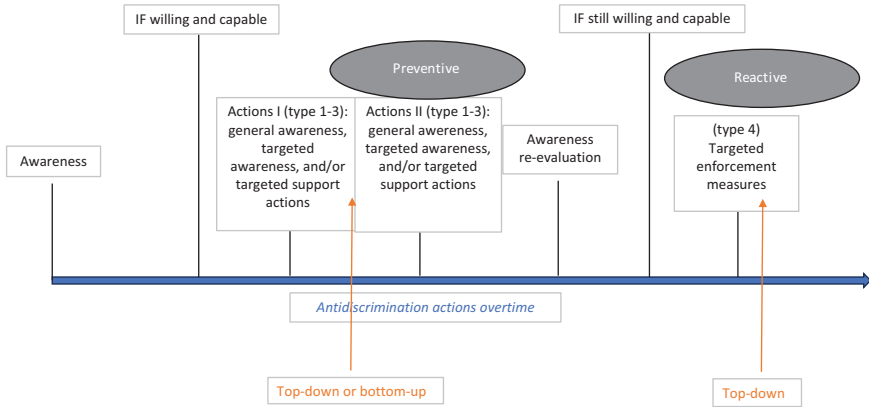 IF willing and capable
IF still willing and capable
Preventive
Reactive
Awareness
Actions I (type 1-3):
general awareness,
targeted
awareness, and/or
targeted support
actions
Actions II (type 1-3):
general awereness,
targeted awareness,
and/or targeted
support actions
Awareness
re-evaluation
(type 4)
Targeted
enforcement
measures
Antidiscrimination actions overtime
Top-down or bottom-up
Top-down